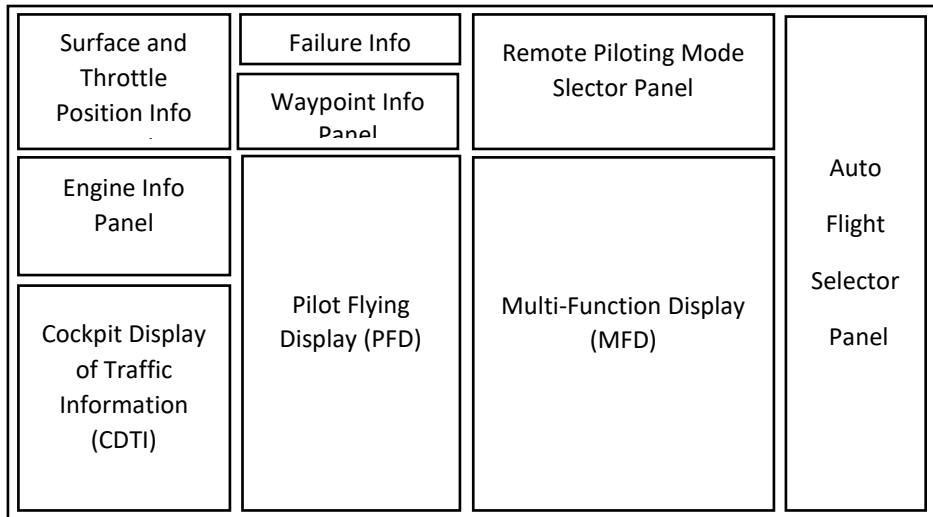 Surface and
Throttle
Position Info
Failure Info
Waypoint Info
Panel
Remote Piloting Mode
Slector Panel
Engine Info
Panel
Cockpit Display
of Traffic
Information
(CDTI)
Pilot Flying
Display (PFD)
Multi-Function Display
(MFD)
Auto
Flight
Selector
Panel